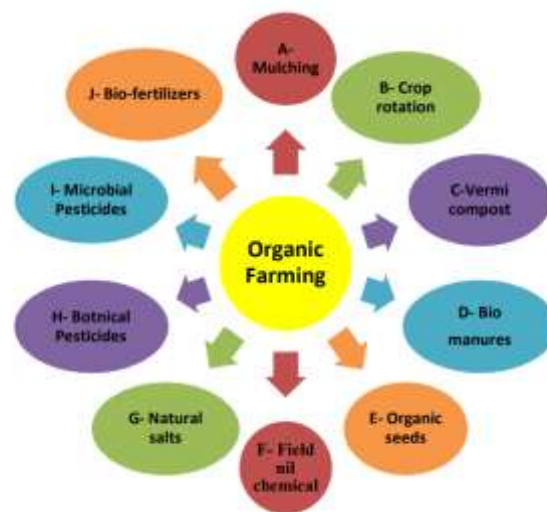 A-
Mulching
B- Crop
rotation
C-Vermi
compost
D- Bio
manures
E- Organic
seeds
F- Field
nil
chemical
G- Natural
salts
H- Botnical
Pesticides
I- Microbial
Pesticides
J- Bio-fertilizers
Organic
Farming